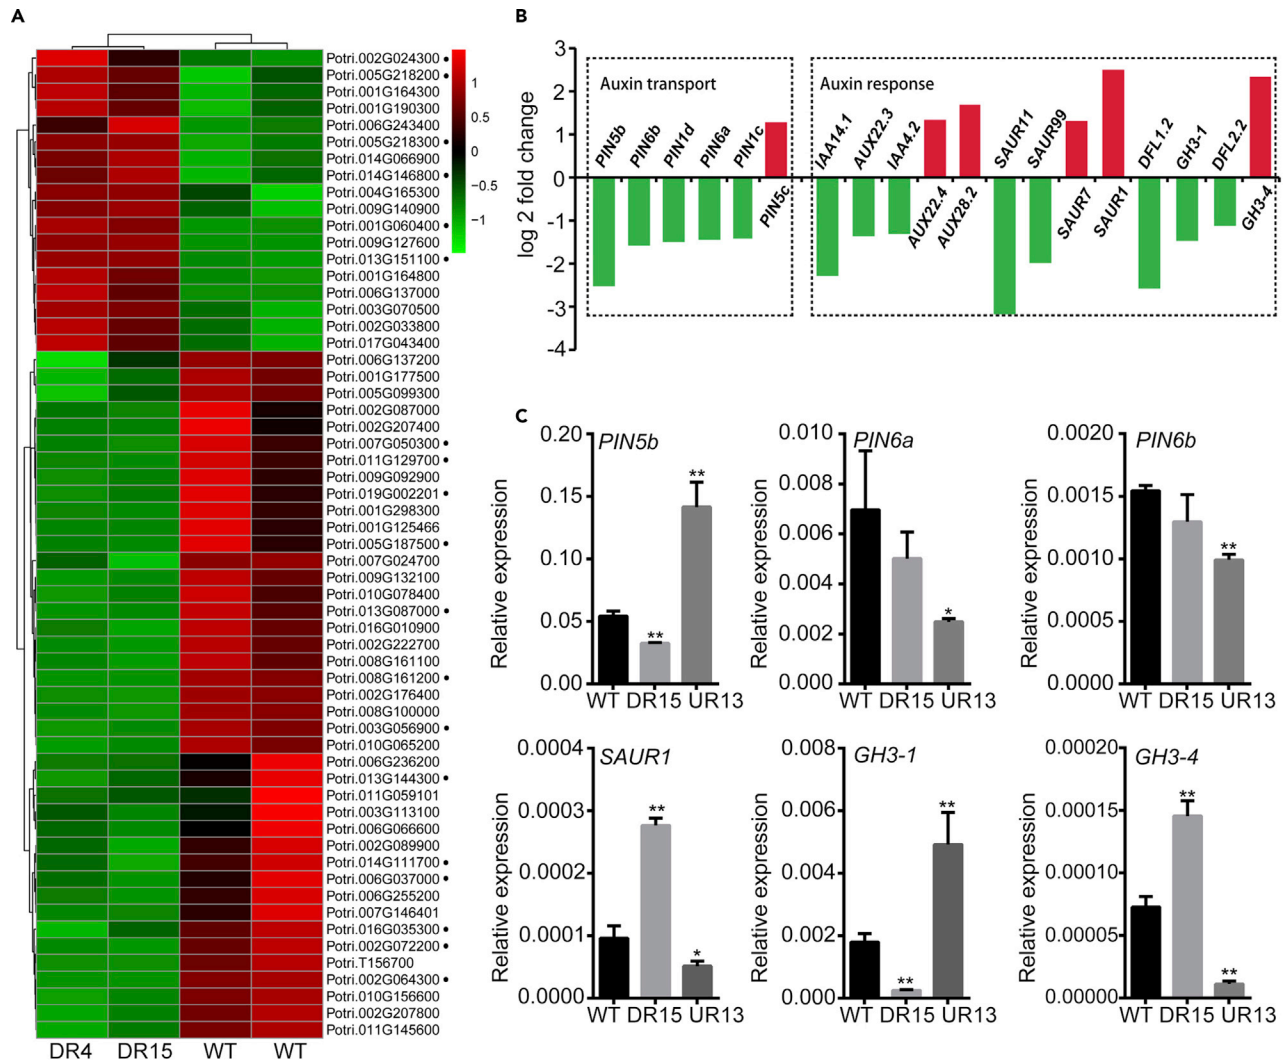 A
Potri.002G024300 •
Potri.005G218200 •
Potri.001G164300
Potri.001G190300
Potri.006G243400
Potri.005G218300 •
Potri.014G066900
Potri.014G146800 •
Potri.004G165300
Potri.009G140900
Potri.001G060400 •
Potri.009G127600
Potri.013G151100 •
Potri.001G164800
Potri.006G137000
Potri.003G070500
Potri.002G033800
Potri.017G043400
Potri.006G137200
Potri.001G177500
Potri.005G099300
Potri.002G087000
Potri.002G207400
Potri.007G050300 •
Potri.011G129700 •
Potri.009G092900
Potri.019G002201 •
Potri.001G298300
Potri.001G125466
Potri.005G187500 •
Potri.007G024700
Potri.009G132100
Potri.010G078400
Potri.013G087000 •
Potri.016G010900
Potri.002G222700
Potri.008G161100
Potri.008G161200 •
Potri.002G176400
Potri.008G100000
Potri.003G056900 •
Potri.010G065200
Potri.006G236200
Potri.013G144300 •
Potri.011G059101
Potri.003G113100
Potri.006G066600
Potri.002G089900
Potri.014G111700 •
Potri.006G037000 •
Potri.006G255200
Potri.007G146401
Potri.016G035300 •
Potri.002G072200 •
Potri.T156700
Potri.002G064300 •
Potri.010G156600
Potri.002G207800
Potri.011G145600
DR4 DR15 WT WT
1
0.5
0
−0.5
−1
B
log 2 fold change
3
2
1
0
-1
-2
-3
-4
Auxin transport
PIN5b
PIN6b
PIN1d
PIN6a
PIN1c
PIN5c
Auxin response
IAA14.1
AUX22.3
IAA4.2
AUX22.4
AUX28.2
SAUR11
SAUR99
SAUR7
SAUR1
DFL1.2
GH3-1
DFL2.2
GH3-4
C
PIN5b
Relative expression
0.20
0.15
0.10
0.05
0.00
**
**
WT DR15 UR13
PIN6a
Relative expression
0.010
0.008
0.006
0.004
0.002
0.000
*
WT DR15 UR13
PIN6b
Relative expression
0.0020
0.0015
0.0010
0.0005
0.0000
**
WT DR15 UR13
SAUR1
Relative expression
0.0004
0.0003
0.0002
0.0001
0.0000
**
*
WT DR15 UR13
GH3-1
Relative expression
0.008
0.006
0.004
0.002
0.000
**
**
WT DR15 UR13
GH3-4
Relative expression
0.00020
0.00015
0.00010
0.00005
0.00000
**
**
WT DR15 UR13